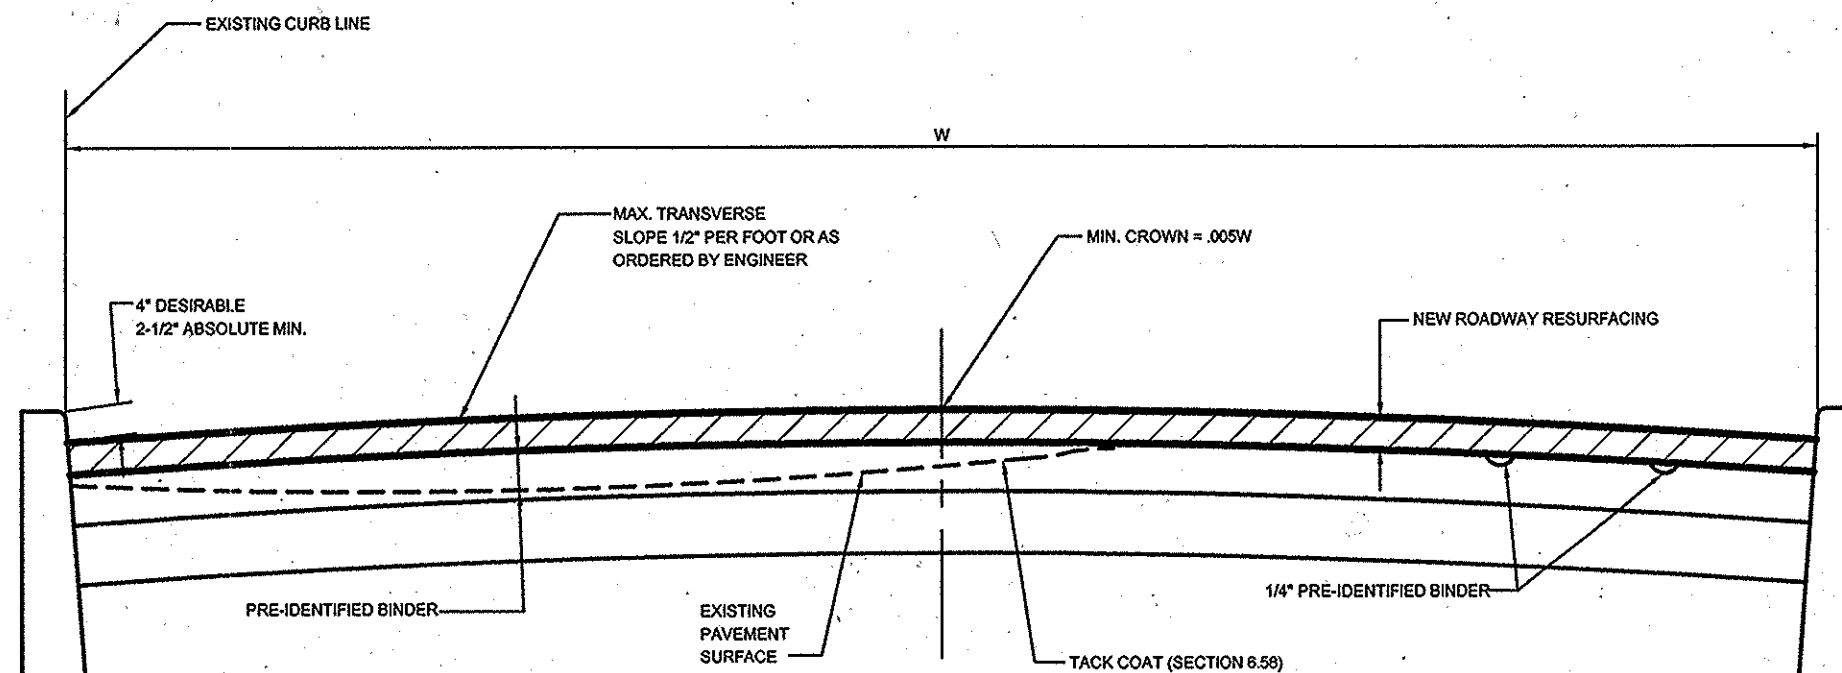 EXISTING CURB LINE
W
MAX. TRANSVERSE
SLOPE 1/2" PER FOOT OR AS
ORDERED BY ENGINEER
MIN. CROWN = .005W
4" DESIRABLE
2-1/2" ABSOLUTE MIN.
NEW ROADWAY RESURFACING
PRE-IDENTIFIED BINDER
EXISTING
PAVEMENT
SURFACE
1/4" PRE-IDENTIFIED BINDER
TACK COAT (SECTION 6.58)